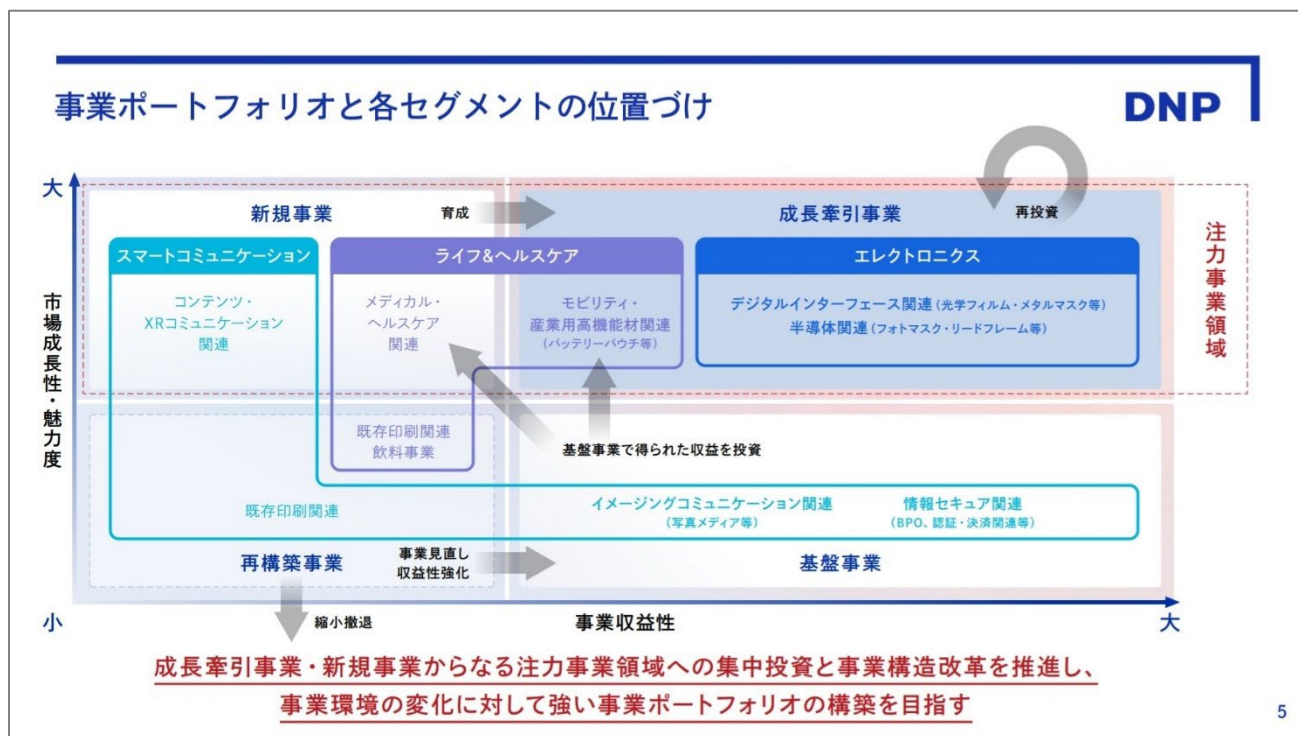 事業ポートフォリオと各セグメントの位置づけ
DNP
大
新規事業
育成
成長牽引事業
再投資
注力事業領域
スマートコミュニケーション
ライフ&ヘルスケア
エレクトロニクス
市場成長性・魅力度
コンテンツ・
XRコミュニケーション
関連
メディカル・
ヘルスケア
関連
モビリティ・
産業用高機能材関連
(バッテリーパウチ等)
デジタルインターフェース関連(光学フィルム・メタルマスク等)
半導体関連(フォトマスク・リードフレーム等)
既存印刷関連
飲料事業
基盤事業で得られた収益を投資
既存印刷関連
イメージングコミュニケーション関連
(写真メディア等)
情報セキュア関連
(BPO、認証・決済関連等)
再構築事業
事業見直し
収益性強化
基盤事業
小
縮小撤退
事業収益性
大
成長牽引事業・新規事業からなる注力事業領域への集中投資と事業構造改革を推進し、
事業環境の変化に対して強い事業ポートフォリオの構築を目指す
5